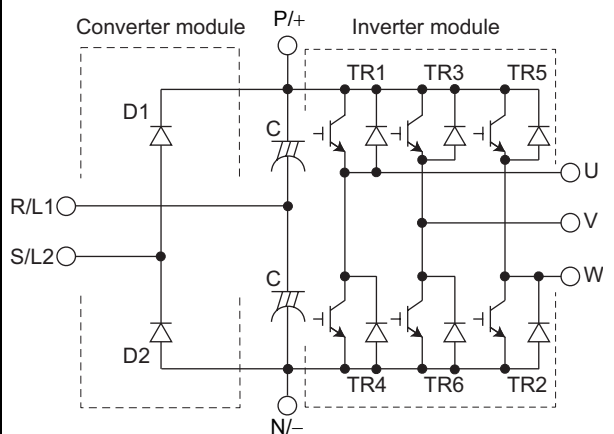 P/+
Converter module
Inverter module
TR1
TR3
TR5
D1
C
U
R/L1
V
S/L2
C
W
D2
TR4
TR6
TR2
N/−